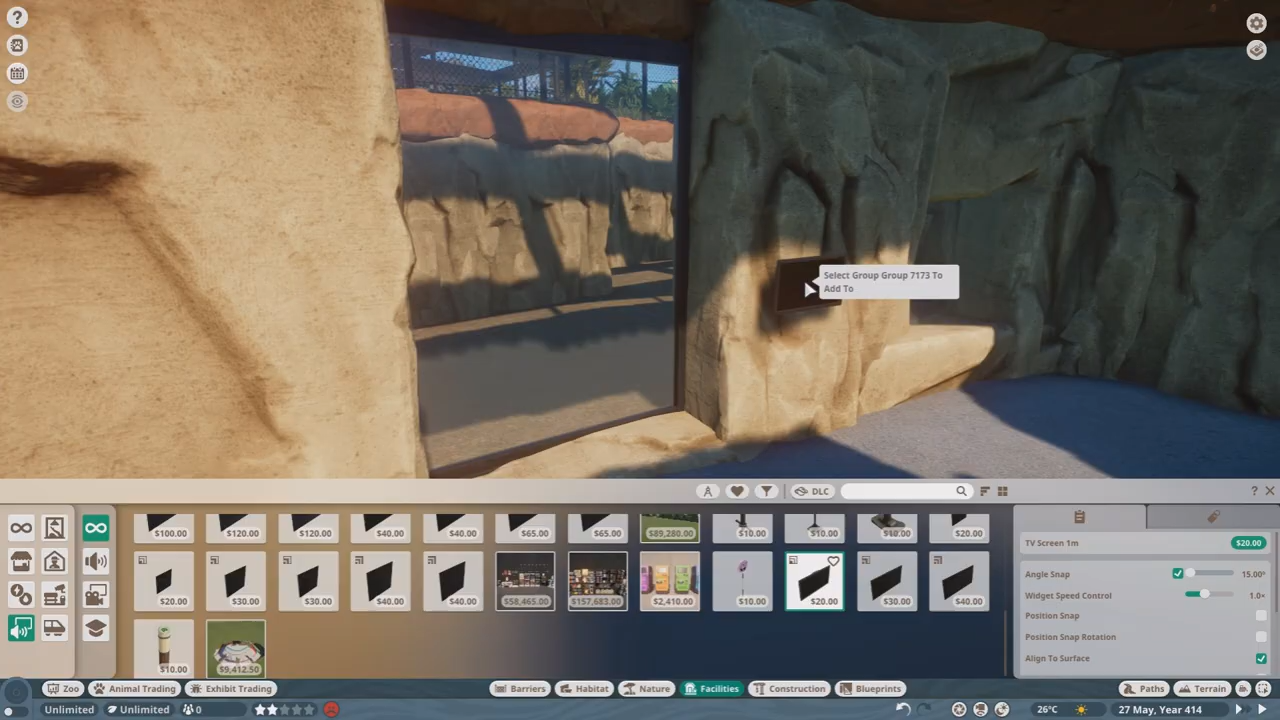 ?
Select Group Group 7173 To
Add To
DLC
? ×
$100.00 $120.00 $120.00 $40.00 $40.00 $65.00 $65.00 $89,280.00 $10.00 $10.00 $10.00 $20.00
$20.00 $30.00 $30.00 $40.00 $40.00 $58,465.00 $157,683.00 $2,410.00 $10.00 $20.00 $30.00 $40.00
$10.00 $9,412.50
TV Screen 1m $20.00
Angle Snap 15.00°
Widget Speed Control 1.0×
Position Snap
Position Snap Rotation
Align To Surface
Zoo Animal Trading Exhibit Trading Barriers Habitat Nature Facilities Construction Blueprints Paths Terrain
Unlimited Unlimited 0 26°C 27 May, Year 414